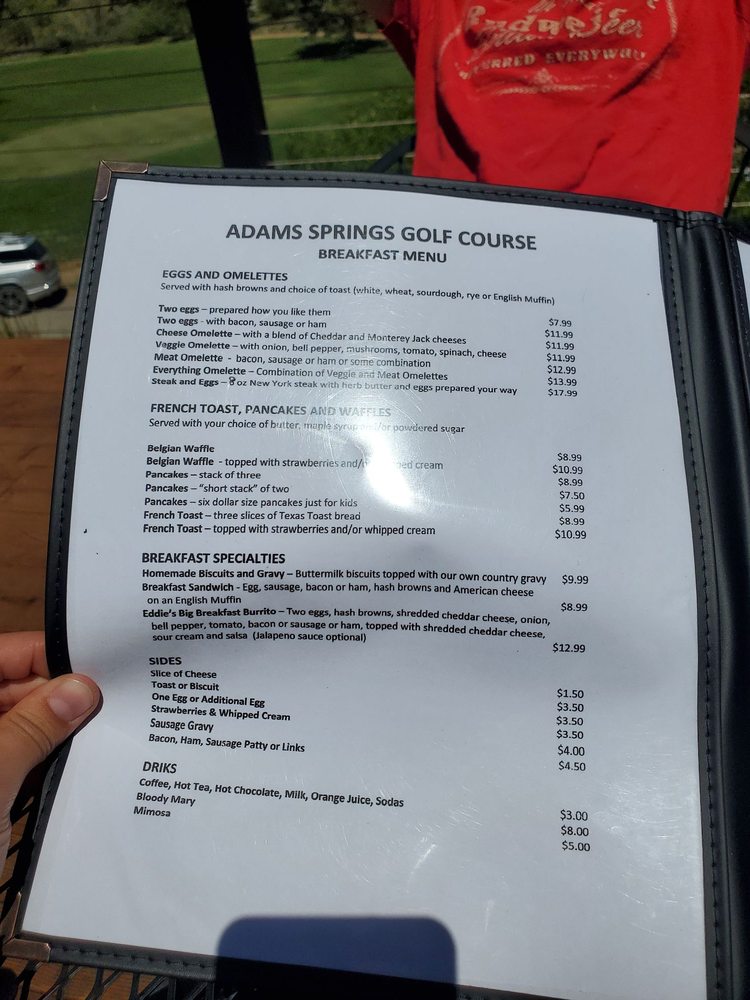 Beer
ERRED EVERYWH
ADAMS SPRINGS GOLF COURSE
BREAKFAST MENU
EGGS AND OMELETTES
Served with hash browns and choice of toast (white, wheat, sourdough, rye or English Muffin)
Two eggs – prepared how you like them $7.99
Two eggs - with bacon, sausage or ham $11.99
Cheese Omelette – with a blend of Cheddar and Monterey Jack cheeses $11.99
Veggie Omelette – with onion, bell pepper, mushrooms, tomato, spinach, cheese $11.99
Meat Omelette - bacon, sausage or ham or some combination $12.99
Everything Omelette – Combination of Veggie and Meat Omelettes $13.99
Steak and Eggs – 8 oz New York steak with herb butter and eggs prepared your way $17.99
FRENCH TOAST, PANCAKES AND WAFFLES
Served with your choice of butter, maple syrup and/or powdered sugar
Belgian Waffle $8.99
Belgian Waffle - topped with strawberries and/ cream $10.99
Pancakes – stack of three $8.99
Pancakes – "short stack" of two $7.50
Pancakes – six dollar size pancakes just for kids $5.99
French Toast – three slices of Texas Toast bread $8.99
French Toast – topped with strawberries and/or whipped cream $10.99
BREAKFAST SPECIALTIES
Homemade Biscuits and Gravy – Buttermilk biscuits topped with our own country gravy $9.99
Breakfast Sandwich - Egg, sausage, bacon or ham, hash browns and American cheese
on an English Muffin $8.99
Eddie's Big Breakfast Burrito – Two eggs, hash browns, shredded cheddar cheese, onion,
bell pepper, tomato, bacon or sausage or ham, topped with shredded cheddar cheese,
sour cream and salsa (Jalapeno sauce optional) $12.99
SIDES
Slice of Cheese $1.50
Toast or Biscuit $3.50
One Egg or Additional Egg $3.50
Strawberries & Whipped Cream $3.50
Sausage Gravy $4.00
Bacon, Ham, Sausage Patty or Links $4.50
DRIKS
Coffee, Hot Tea, Hot Chocolate, Milk, Orange Juice, Sodas $3.00
Bloody Mary $8.00
Mimosa $5.00